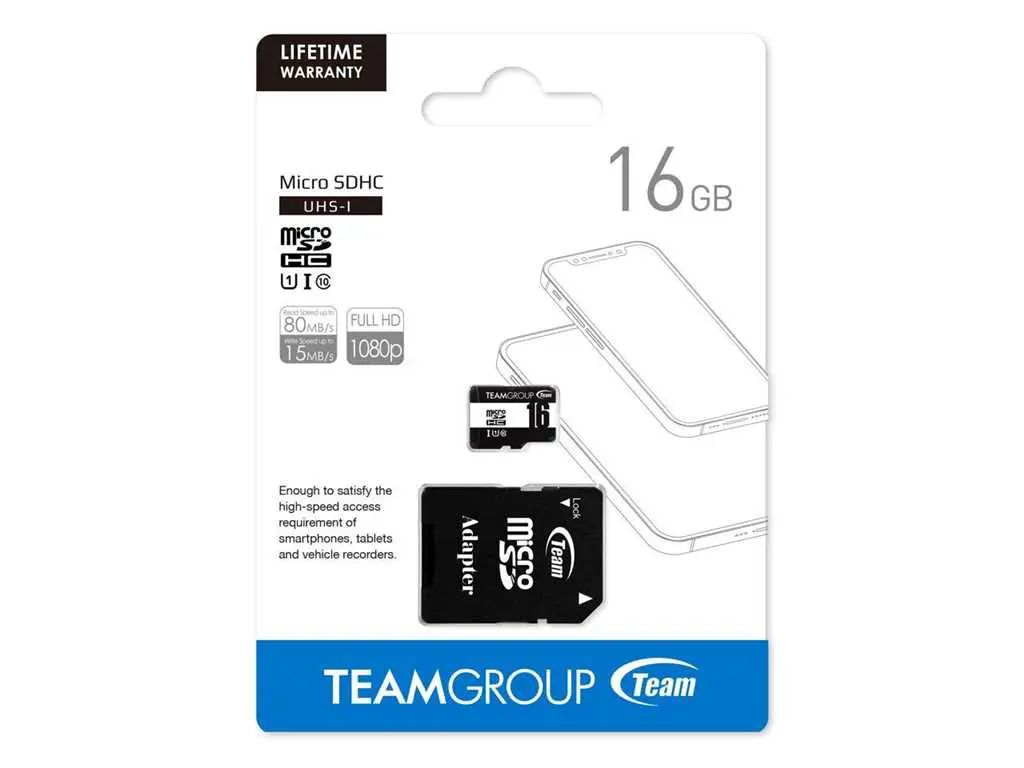 LIFETIME
WARRANTY
16GB
Micro SDHC
UHS-I
micro
SD
HC
U1 I 10
Read Speed up to
80MB/s
Write Speed up to
15MB/s
FULL HD
1080p
TEAMGROUP Team
micro
SD
HC
16
I U1 10
Enough to satisfy the
high-speed access
requirement of
smartphones, tablets
and vehicle recorders.
Lock
Team
micro
SD
Adapter
TEAMGROUP Team